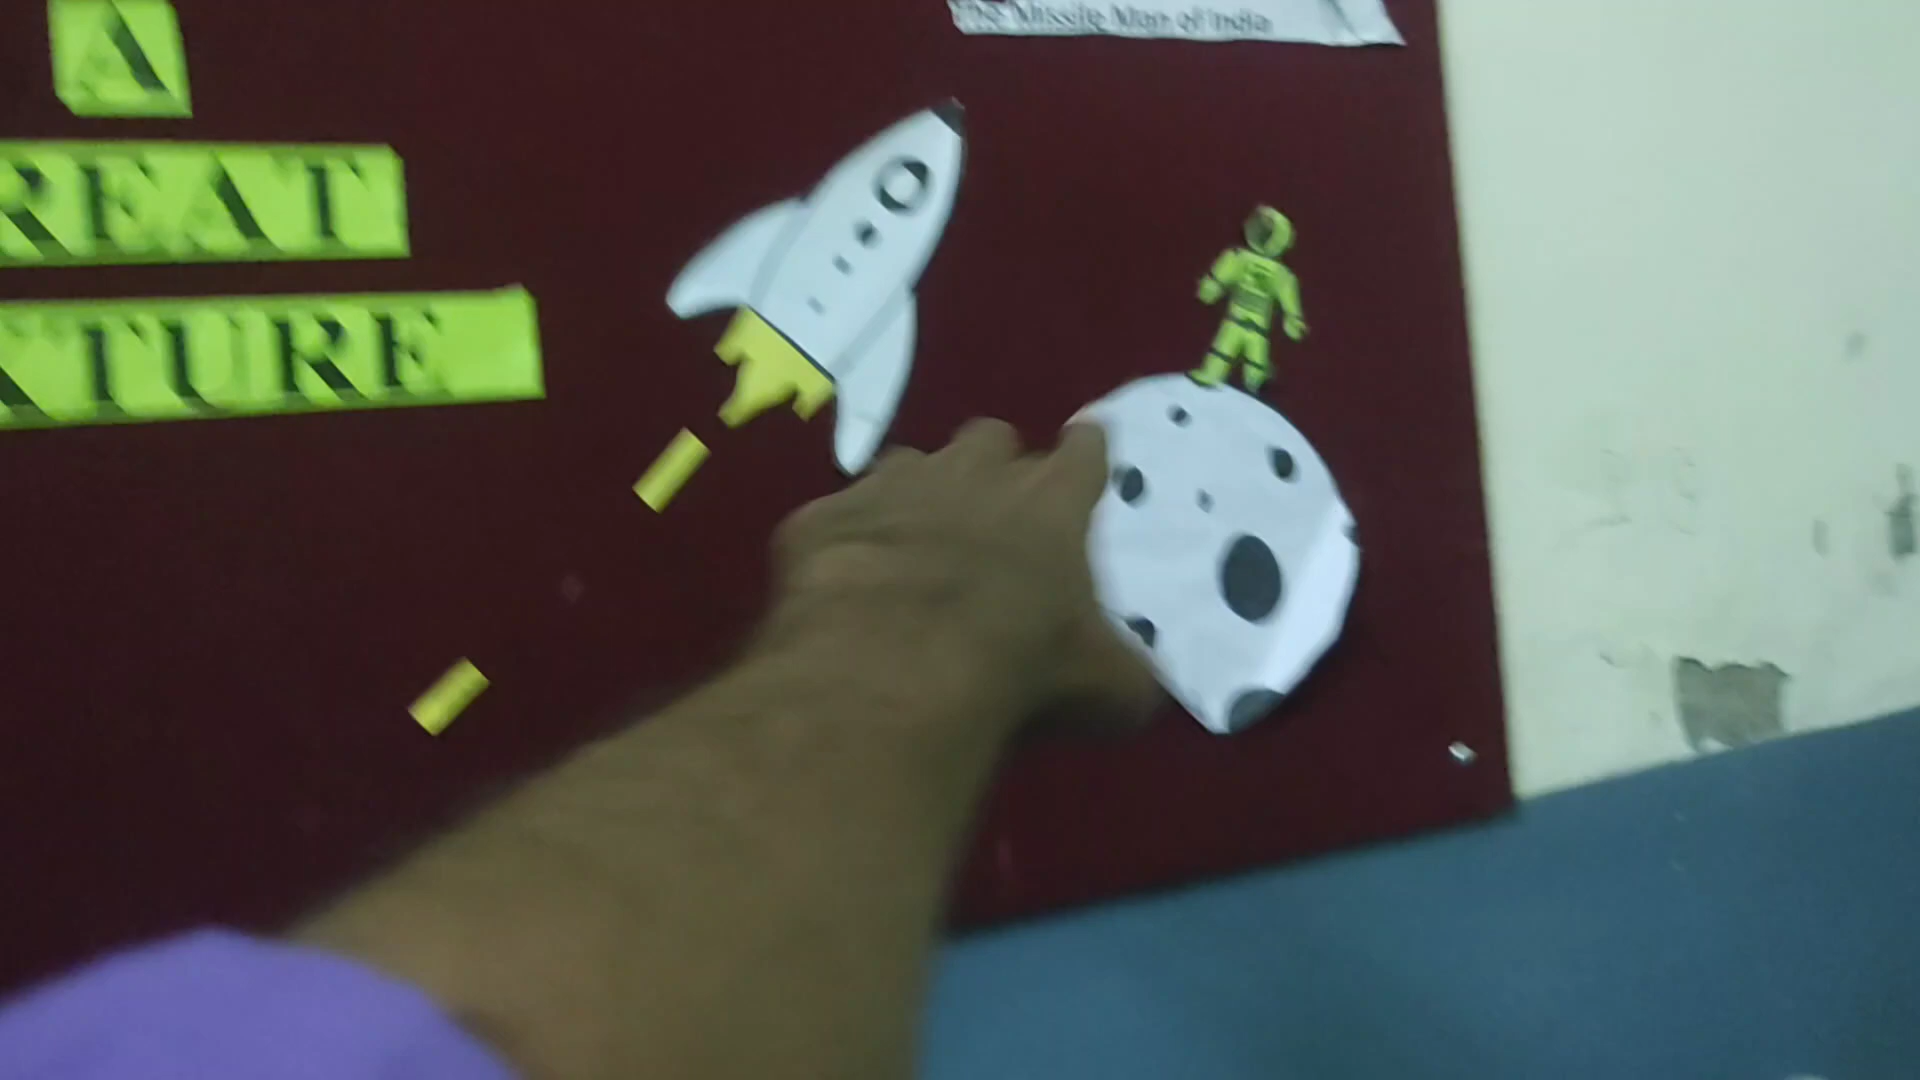 The Missile Man of India
A
REAT
TURE